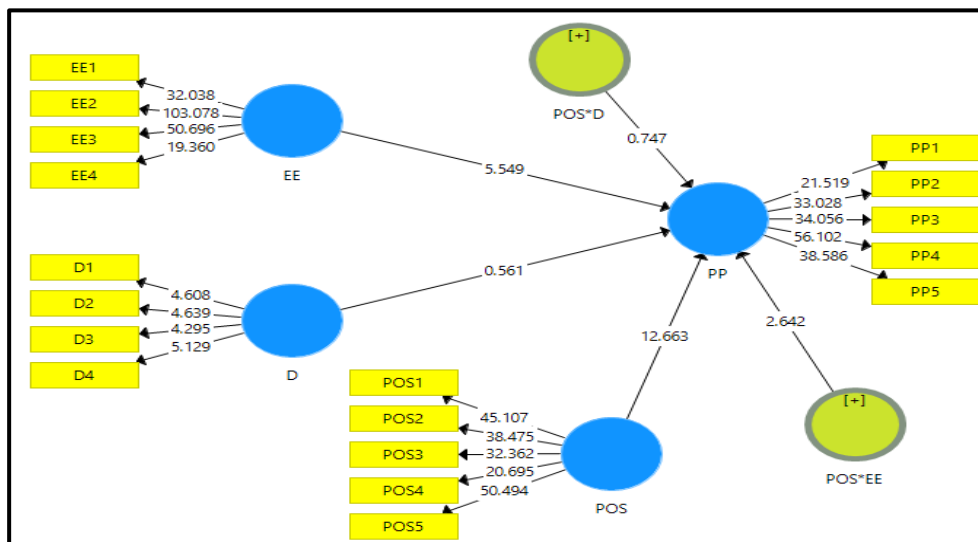 EE1
EE2
EE3
EE4
32.038
103.078
50.696
19.360
EE
[+]
POS*D
0.747
5.549
PP1
PP2
PP3
PP4
PP5
21.519
33.028
34.056
56.102
38.586
PP
D1
D2
D3
D4
4.608
4.639
4.295
5.129
D
0.561
12.663
2.642
POS1
POS2
POS3
POS4
POS5
45.107
38.475
32.362
20.695
50.494
POS
[+]
POS*EE